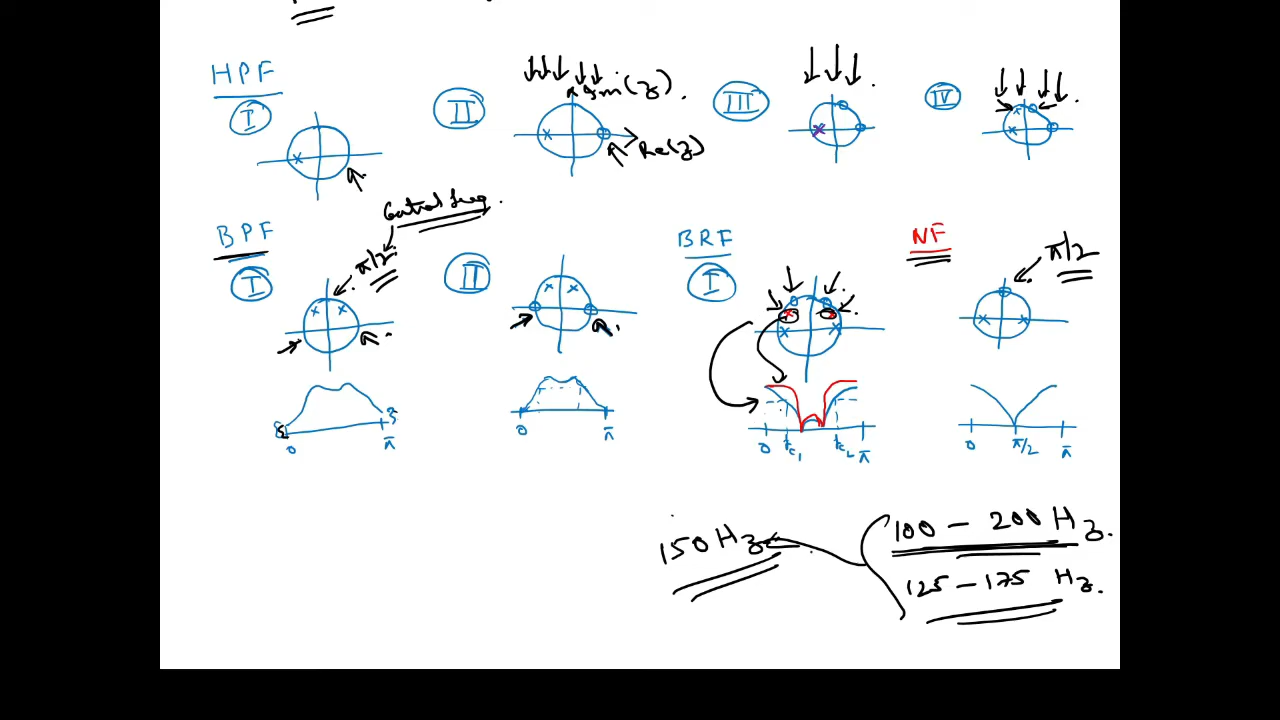 HPF
I
II
Im(z)
Re(z)
III
IV
BPF
I
π/2
Central freq.
II
BRF
I
NF
π/2
0
π
0
π
0
fc1
fc2
π
0
π/2
π
150 Hz
100 – 200 Hz.
125 – 175 Hz.